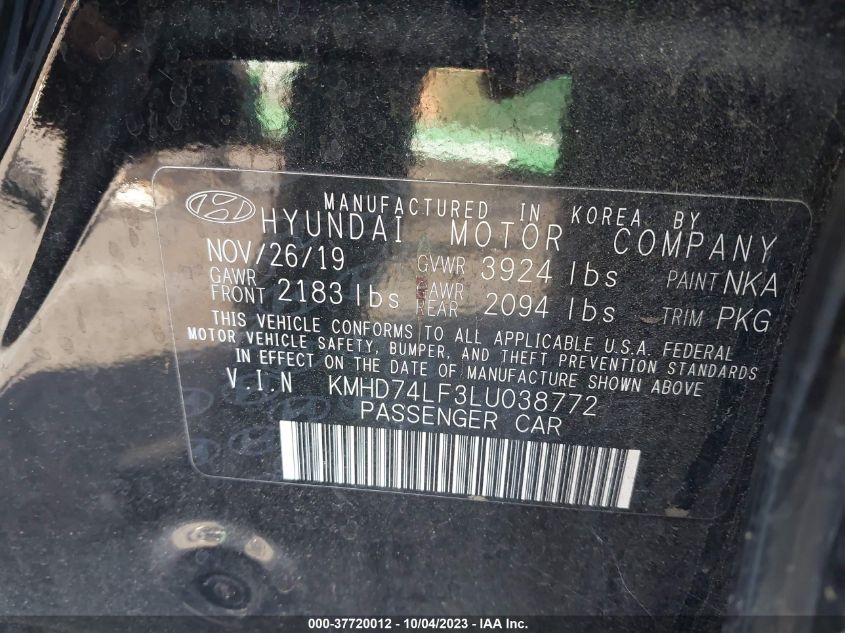 MANUFACTURED IN KOREA BY
HYUNDAI MOTOR COMPANY
NOV/26/19 GVWR 3924 lbs PAINT NKA
GAWR FRONT 2183 lbs GAWR REAR 2094 lbs TRIM PKG
THIS VEHICLE CONFORMS TO ALL APPLICABLE U.S.A. FEDERAL
MOTOR VEHICLE SAFETY, BUMPER, AND THEFT PREVENTION STANDARDS
IN EFFECT ON THE DATE OF MANUFACTURE SHOWN ABOVE
V I N KMHD74LF3LU038772
PASSENGER CAR
000-37720012 - 10/04/2023 - IAA Inc.